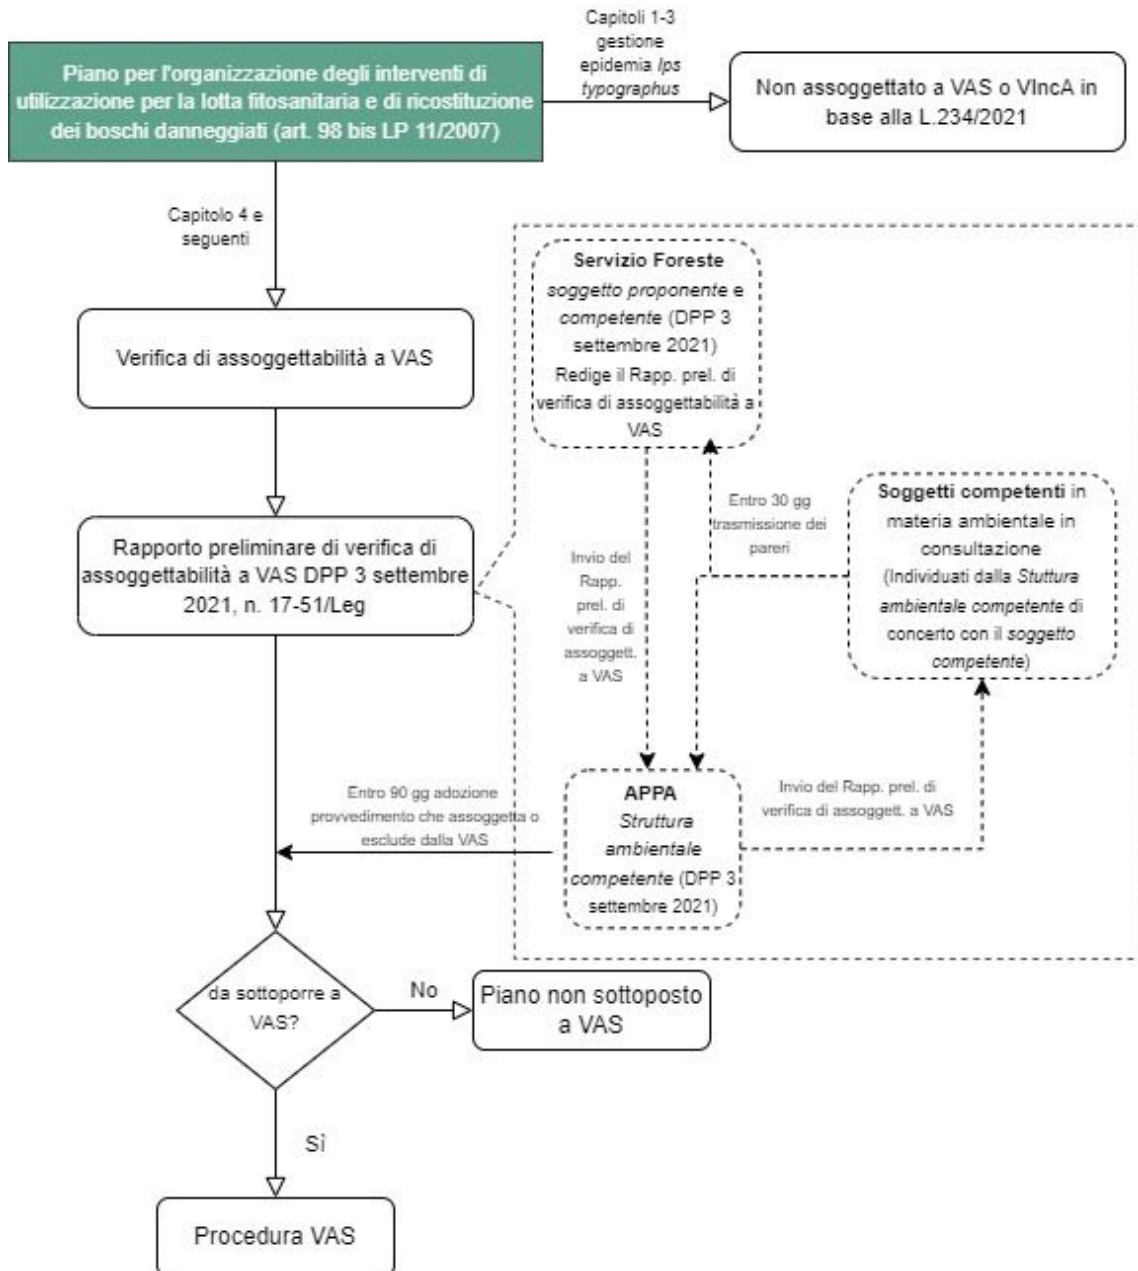 Capitoli 1-3
gestione
epidemia Ips
typographus
Piano per l'organizzazione degli interventi di
utilizzazione per la lotta fitosanitaria e di ricostituzione
dei boschi danneggiati (art. 98 bis LP 11/2007)
Non assoggettato a VAS o VIncA in
base alla L.234/2021
Capitolo 4 e
seguenti
Verifica di assoggettabilità a VAS
Servizio Foreste
soggetto proponente e
competente (DPP 3
settembre 2021)
Redige il Rapp. prel. di
verifica di assoggettabilità a
VAS
Rapporto preliminare di verifica di
assoggettabilità a VAS DPP 3 settembre
2021, n. 17-51/Leg
Entro 30 gg
trasmissione dei
pareri
Soggetti competenti in
materia ambientale in
consultazione
(Individuati dalla Stuttura
ambientale competente di
concerto con il soggetto
competente)
Invio del
Rapp.
prel. di
verifica di
assoggett.
a VAS
Entro 90 gg adozione
provvedimento che assoggetta o
esclude dalla VAS
APPA
Struttura
ambientale
competente (DPP 3
settembre 2021)
Invio del Rapp. prel. di
verifica di assoggett. a VAS
da sottoporre a
VAS?
No
Piano non sottoposto
a VAS
Sì
Procedura VAS